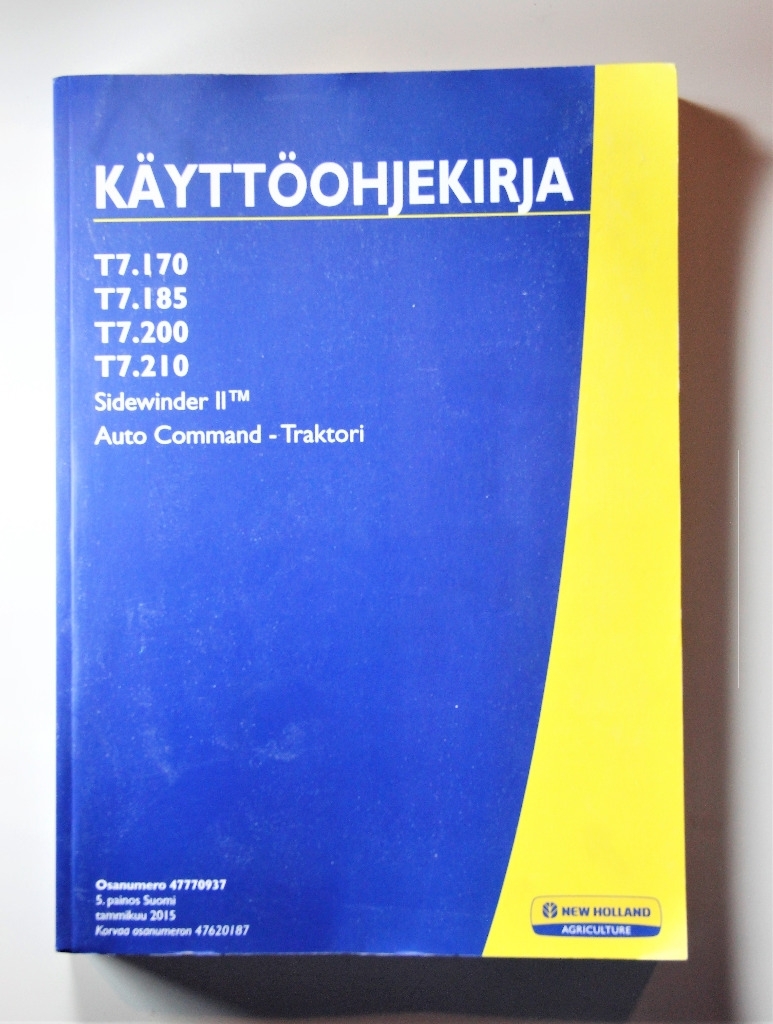 KÄYTTÖOHJEKIRJA
T7.170
T7.185
T7.200
T7.210
Sidewinder II™
Auto Command - Traktori
Osanumero 47770937
5. painos Suomi
tammikuu 2015
Korvaa osanumeron 47620187
NEW HOLLAND
AGRICULTURE